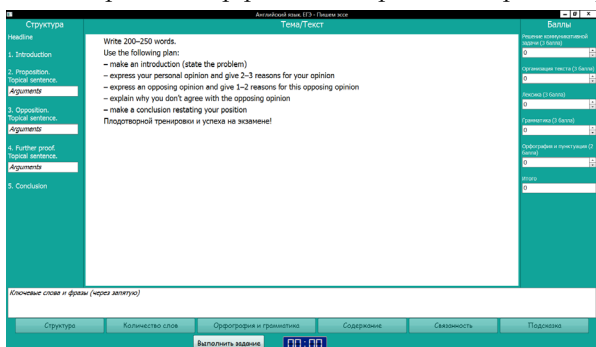 Английский язык, ЕГЭ - Пишем эссе
Структура
Тема/Текст
Баллы
Headline
1. Introduction
2. Proposition.
Topical sentence.
Arguments
3. Opposition.
Topical sentence.
Arguments
4. Further proof.
Topical sentence.
Arguments
5. Conclusion
Write 200–250 words.
Use the following plan:
– make an introduction (state the problem)
– express your personal opinion and give 2–3 reasons for your opinion
– express an opposing opinion and give 1–2 reasons for this opposing opinion
– explain why you don't agree with the opposing opinion
– make a conclusion restating your position
Плодотворной тренировки и успеха на экзамене!
Решение коммуникативной
задачи (3 балла)
0
Организация текста (3 балла)
0
Лексика (3 балла)
0
Грамматика (3 балла)
0
Орфография и пунктуация (2
балла)
0
Итого
0
Ключевые слова и фразы (через запятую)
Структура
Количество слов
Орфография и грамматика
Содержание
Связанность
Подсказка
Выполнить задание
00:00